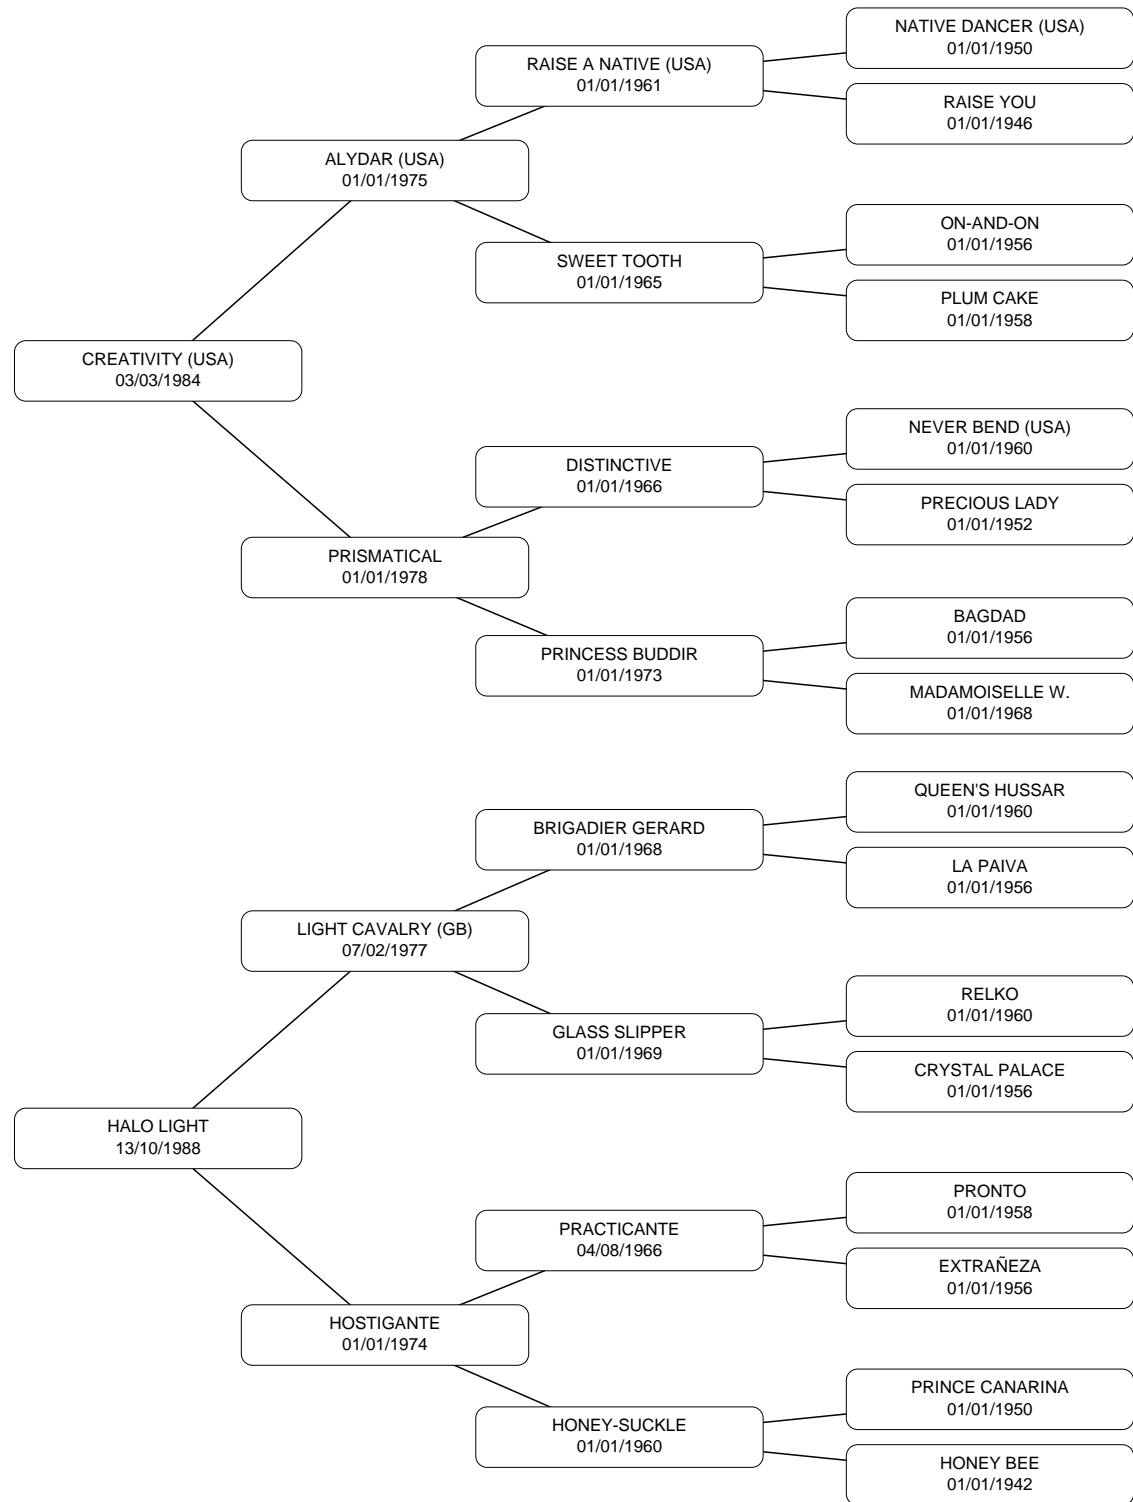 NATIVE DANCER (USA)
01/01/1950
RAISE A NATIVE (USA)
01/01/1961
RAISE YOU
01/01/1946
ALYDAR (USA)
01/01/1975
ON-AND-ON
01/01/1956
SWEET TOOTH
01/01/1965
PLUM CAKE
01/01/1958
CREATIVITY (USA)
03/03/1984
NEVER BEND (USA)
01/01/1960
DISTINCTIVE
01/01/1966
PRECIOUS LADY
01/01/1952
PRISMATICAL
01/01/1978
BAGDAD
01/01/1956
PRINCESS BUDDIR
01/01/1973
MADAMOISELLE W.
01/01/1968
QUEEN'S HUSSAR
01/01/1960
BRIGADIER GERARD
01/01/1968
LA PAIVA
01/01/1956
LIGHT CAVALRY (GB)
07/02/1977
RELKO
01/01/1960
GLASS SLIPPER
01/01/1969
CRYSTAL PALACE
01/01/1956
HALO LIGHT
13/10/1988
PRONTO
01/01/1958
PRACTICANTE
04/08/1966
EXTRAÑEZA
01/01/1956
HOSTIGANTE
01/01/1974
PRINCE CANARINA
01/01/1950
HONEY-SUCKLE
01/01/1960
HONEY BEE
01/01/1942